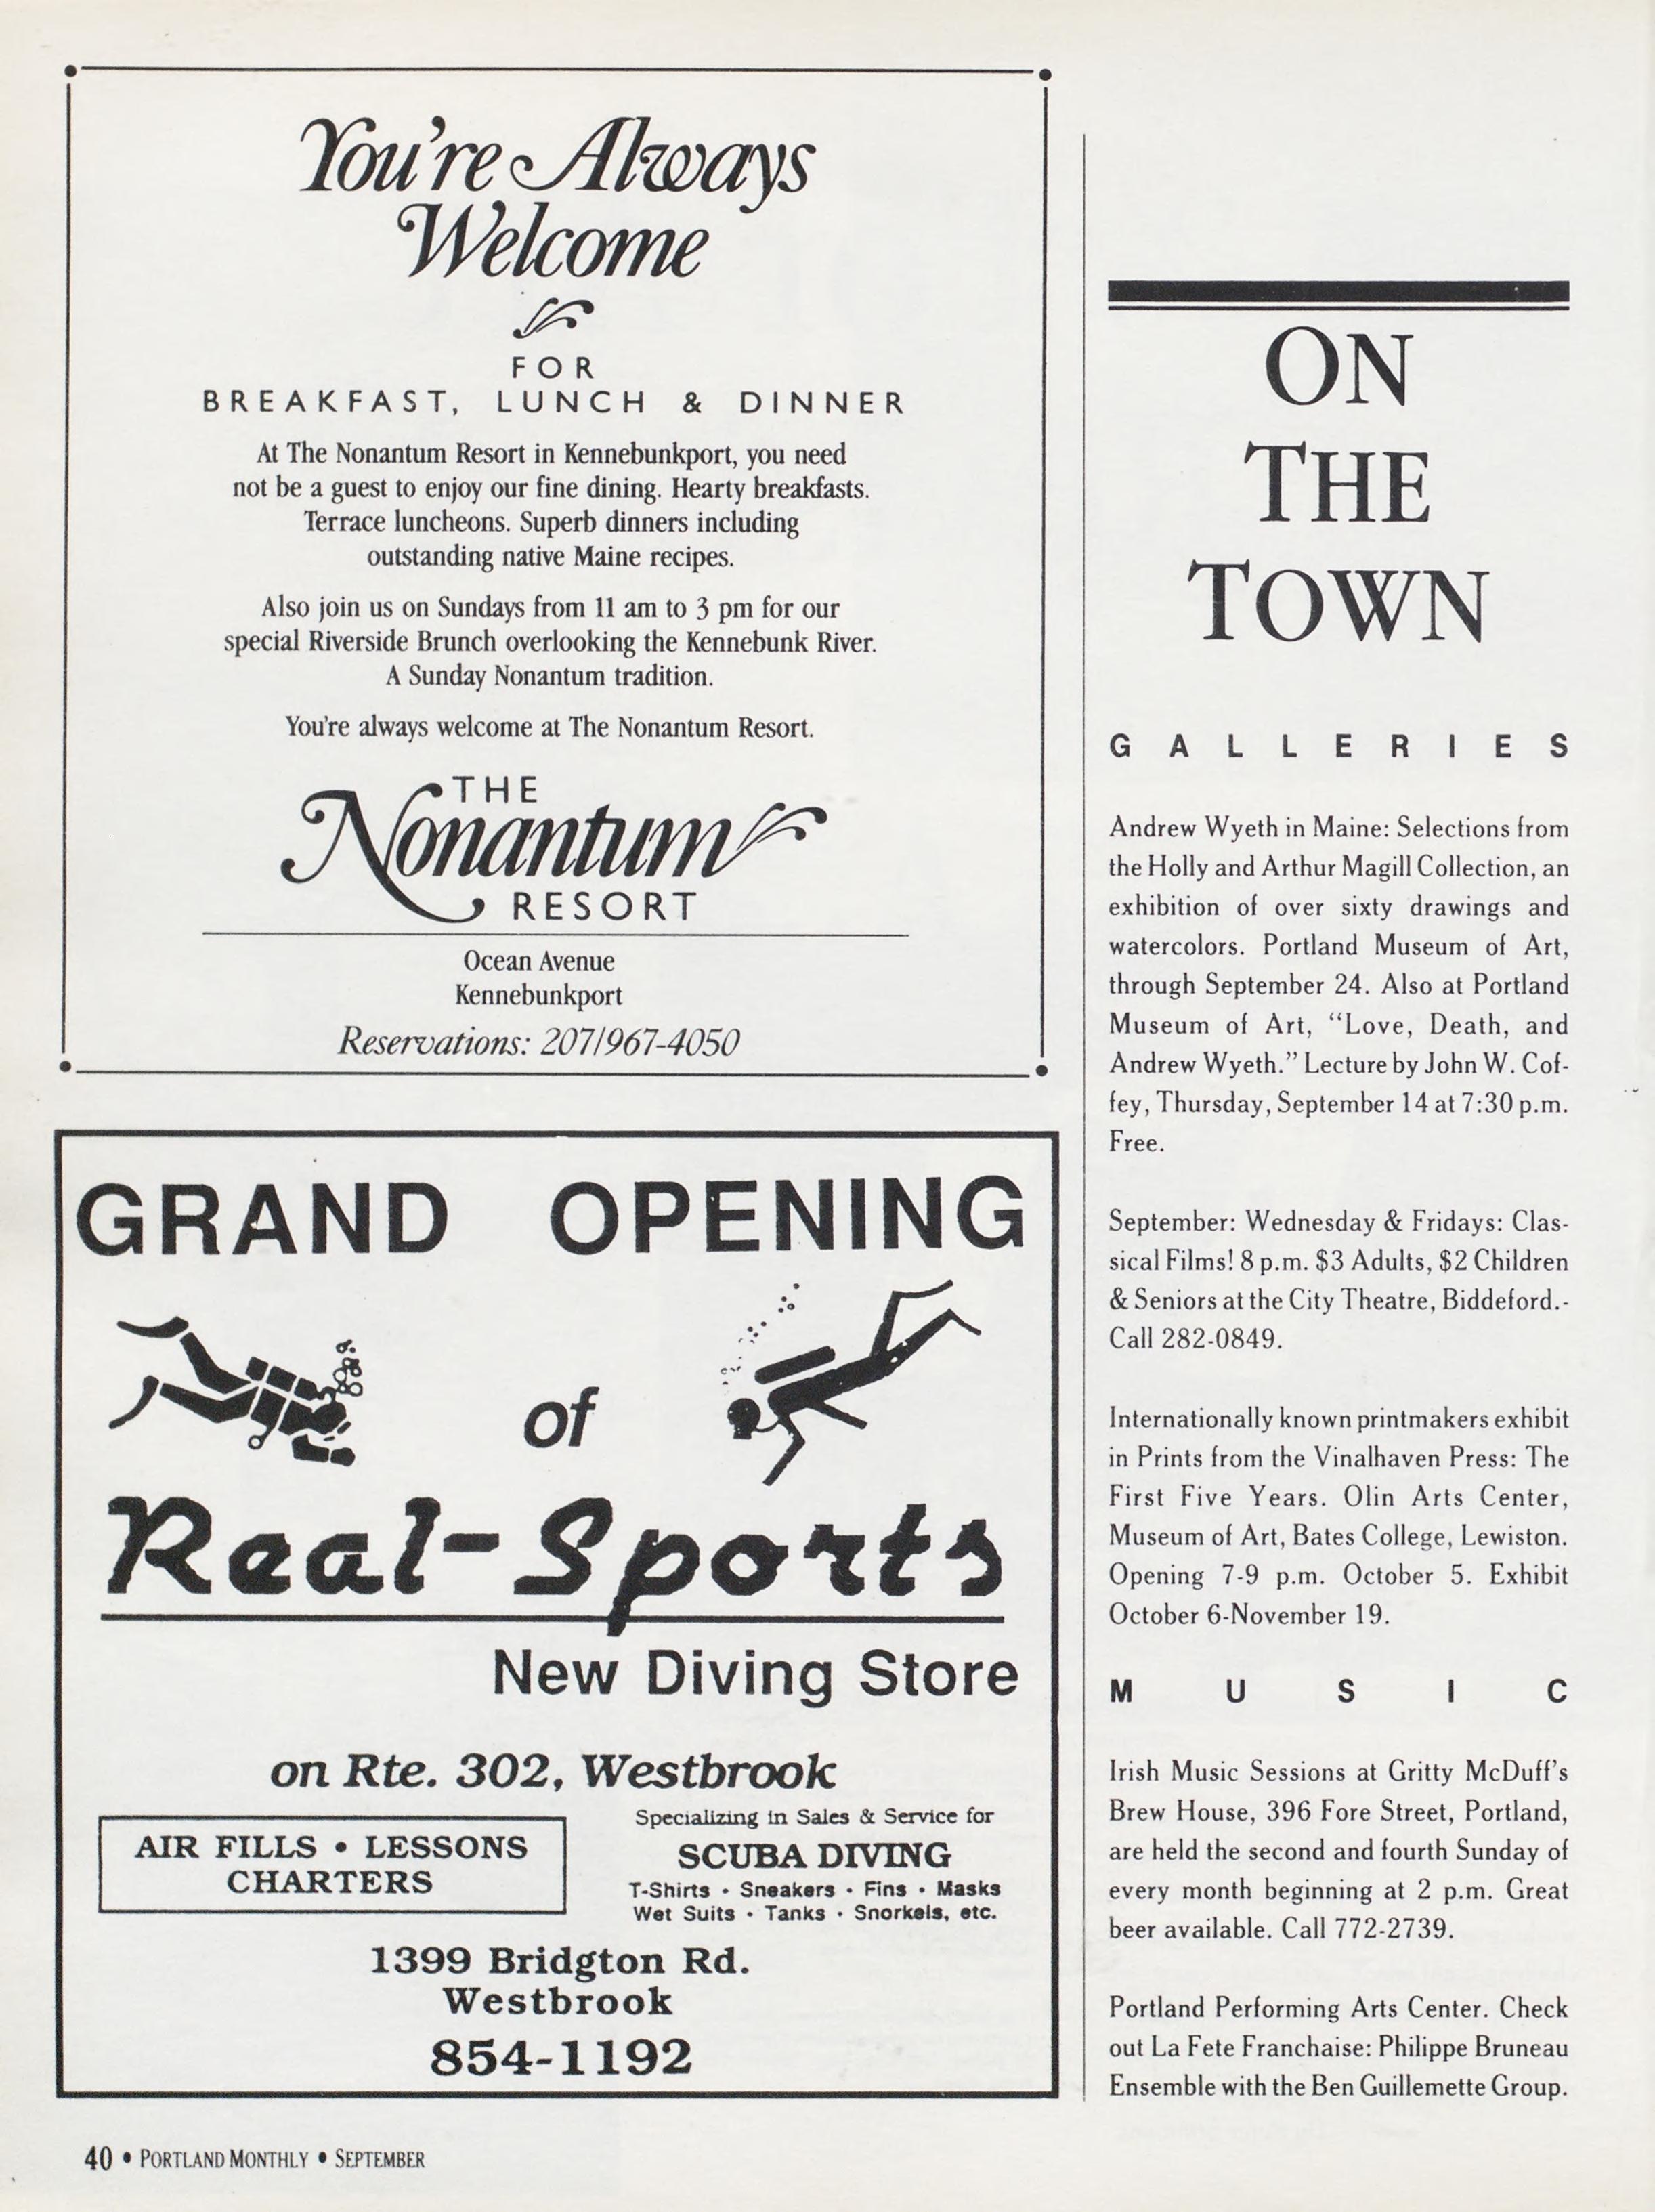 You're Always
Welcome
FOR
BREAKFAST, LUNCH & DINNER
At The Nonantum Resort in Kennebunkport, you need
not be a guest to enjoy our fine dining. Hearty breakfasts.
Terrace luncheons. Superb dinners including
outstanding native Maine recipes.
Also join us on Sundays from 11 am to 3 pm for our
special Riverside Brunch overlooking the Kennebunk River.
A Sunday Nonantum tradition.
You're always welcome at The Nonantum Resort.
THE
Nonantum
RESORT
Ocean Avenue
Kennebunkport
Reservations: 207/967-4050
GRAND OPENING
of
Real-Sports
New Diving Store
on Rte. 302, Westbrook
AIR FILLS • LESSONS
CHARTERS
Specializing in Sales & Service for
SCUBA DIVING
T-Shirts • Sneakers • Fins • Masks
Wet Suits • Tanks • Snorkels, etc.
1399 Bridgton Rd.
Westbrook
854-1192
ON
THE
TOWN
GALLERIES
Andrew Wyeth in Maine: Selections from
the Holly and Arthur Magill Collection, an
exhibition of over sixty drawings and
watercolors. Portland Museum of Art,
through September 24. Also at Portland
Museum of Art, "Love, Death, and
Andrew Wyeth." Lecture by John W. Cof-
fey, Thursday, September 14 at 7:30 p.m.
Free.
September: Wednesday & Fridays: Clas-
sical Films! 8 p.m. $3 Adults, $2 Children
& Seniors at the City Theatre, Biddeford.-
Call 282-0849.
Internationally known printmakers exhibit
in Prints from the Vinalhaven Press: The
First Five Years. Olin Arts Center,
Museum of Art, Bates College, Lewiston.
Opening 7-9 p.m. October 5. Exhibit
October 6-November 19.
MUSIC
Irish Music Sessions at Gritty McDuff's
Brew House, 396 Fore Street, Portland,
are held the second and fourth Sunday of
every month beginning at 2 p.m. Great
beer available. Call 772-2739.
Portland Performing Arts Center. Check
out La Fete Franchaise: Philippe Bruneau
Ensemble with the Ben Guillemette Group.
40 • PORTLAND MONTHLY • SEPTEMBER